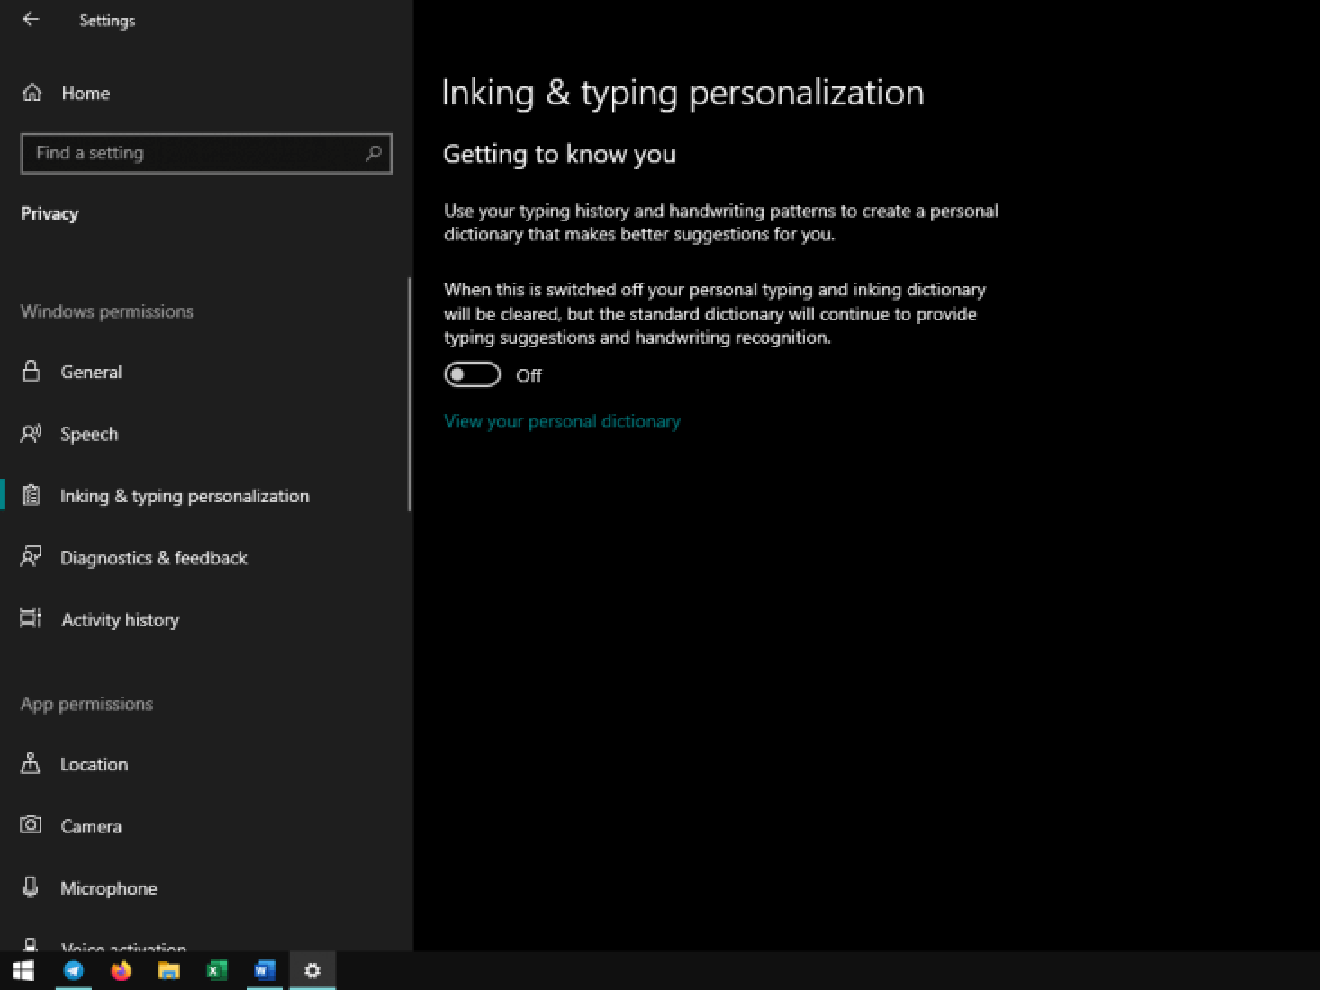 Settings
Home
Find a setting
Privacy
Windows permissions
General
Speech
Inking & typing personalization
Diagnostics & feedback
Activity history
App permissions
Location
Camera
Microphone
Voice activation
Inking & typing personalization
Getting to know you
Use your typing history and handwriting patterns to create a personal
dictionary that makes better suggestions for you.
When this is switched off your personal typing and inking dictionary
will be cleared, but the standard dictionary will continue to provide
typing suggestions and handwriting recognition.
Off
View your personal dictionary